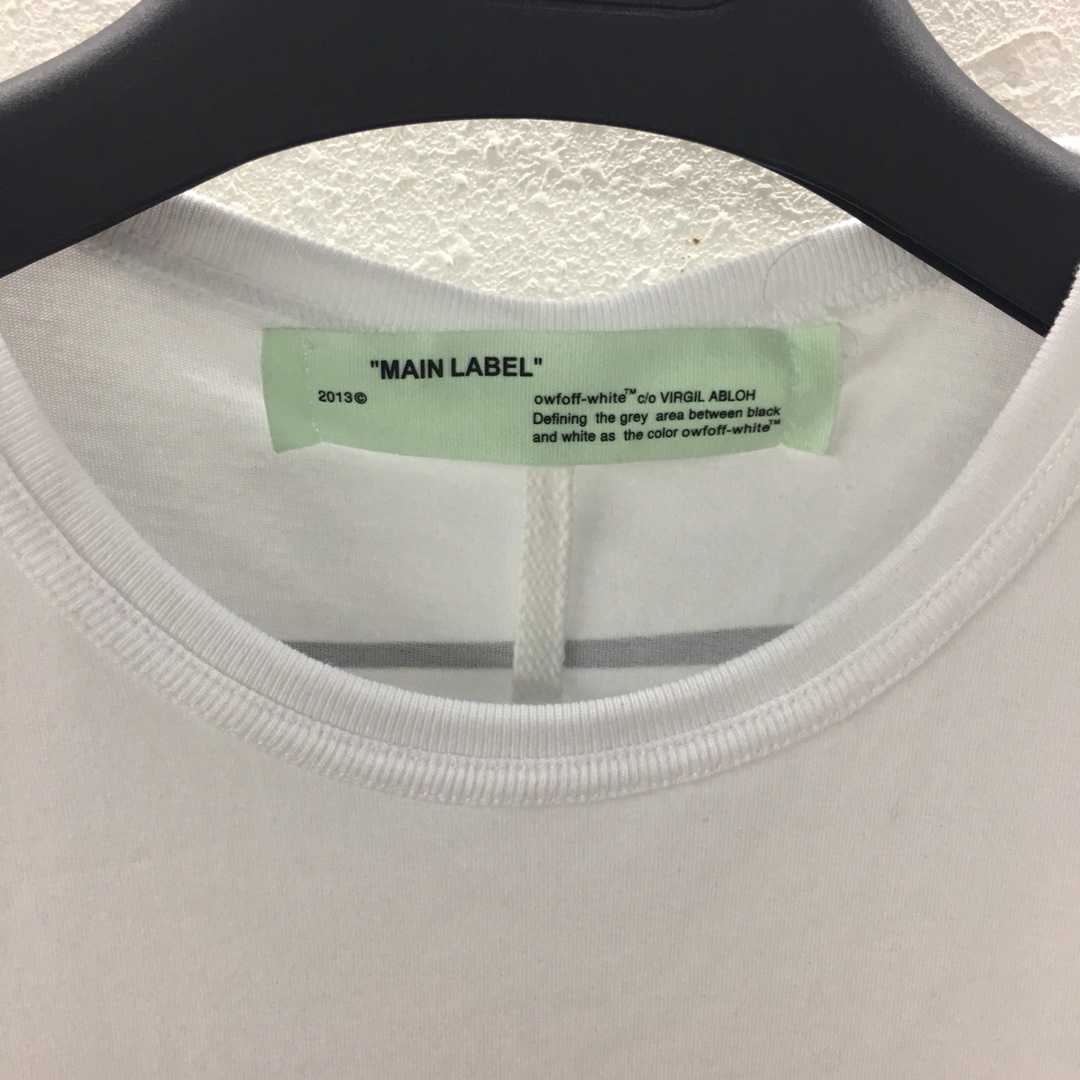 "MAIN LABEL"
2013©
owfoff-white™ c/o VIRGIL ABLOH
Defining the grey area between black
and white as the color owfoff-white™